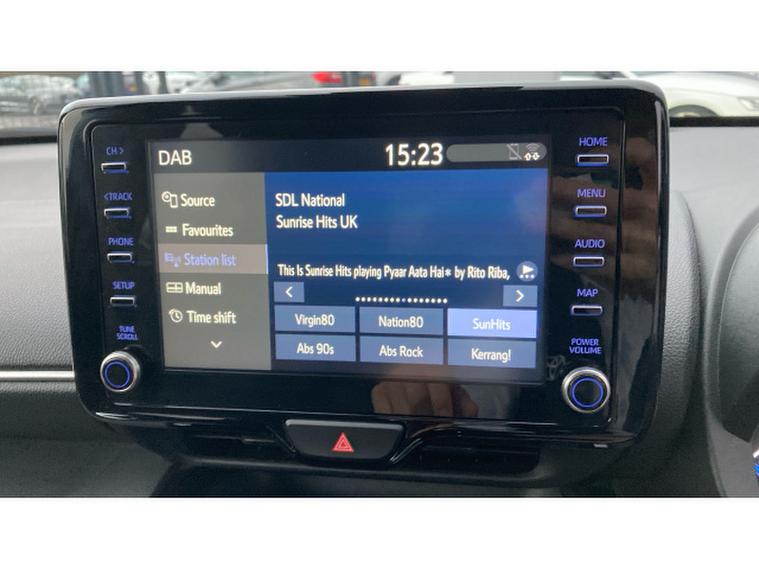 CH >
< TRACK
PHONE
SETUP
TUNE
SCROLL
DAB
15:23
Source
Favourites
Station list
Manual
Time shift
SDL National
Sunrise Hits UK
This Is Sunrise Hits playing Pyaar Aata Hai* by Rito Riba,
<
>
Virgin80
Nation80
SunHits
Abs 90s
Abs Rock
Kerrang!
HOME
MENU
AUDIO
MAP
POWER
VOLUME